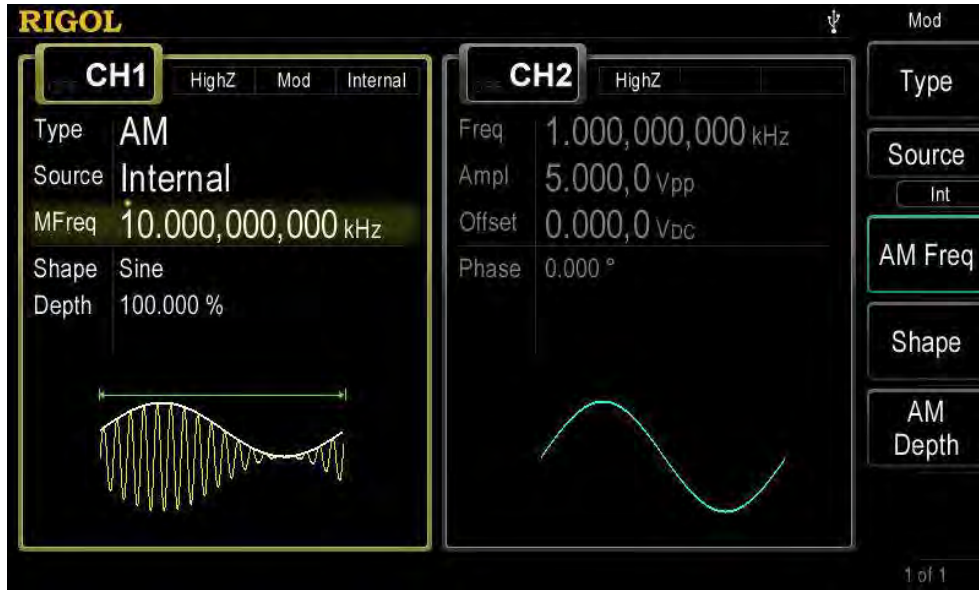 RIGOL
Mod
CH1 HighZ Mod Internal
Type AM
Source Internal
MFreq 10.000,000,000 kHz
Shape Sine
Depth 100.000 %
CH2 HighZ
Freq 1.000,000,000 kHz
Ampl 5.000,0 Vpp
Offset 0.000,0 VDC
Phase 0.000 °
Type
Source
Int
AM Freq
Shape
AM
Depth
1 of 1